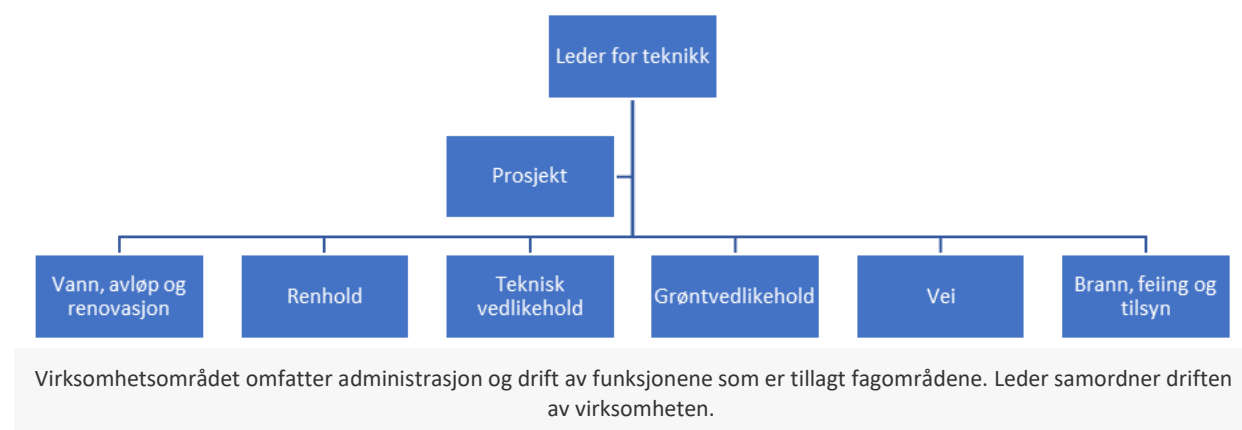 Leder for teknikk
Prosjekt
Vann, avløp og
renovasjon
Renhold
Teknisk
vedlikehold
Grøntvedlikehold
Vei
Brann, feiing og
tilsyn
Virksomhetsområdet omfatter administrasjon og drift av funksjonene som er tillagt fagområdene. Leder samordner driften
av virksomheten.